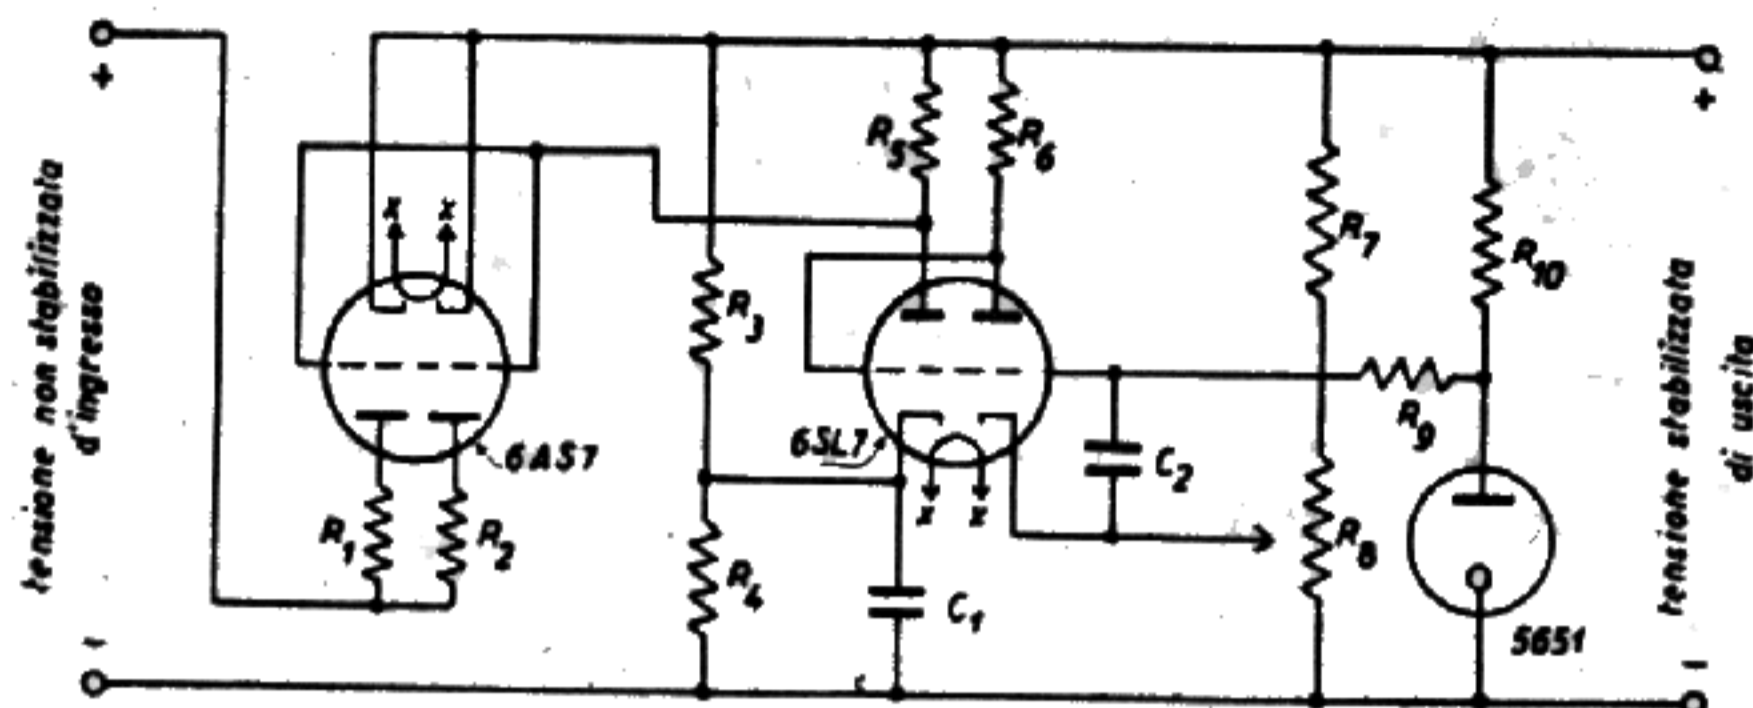 +
-
tensione non stabilizzata
d'ingresso
x x
6AS7
R1
R2
R3
R4
R5
R6
6SL7
x x
C1
C2
R7
R8
R9
R10
5651
+
-
tensione stabilizzata
di uscita